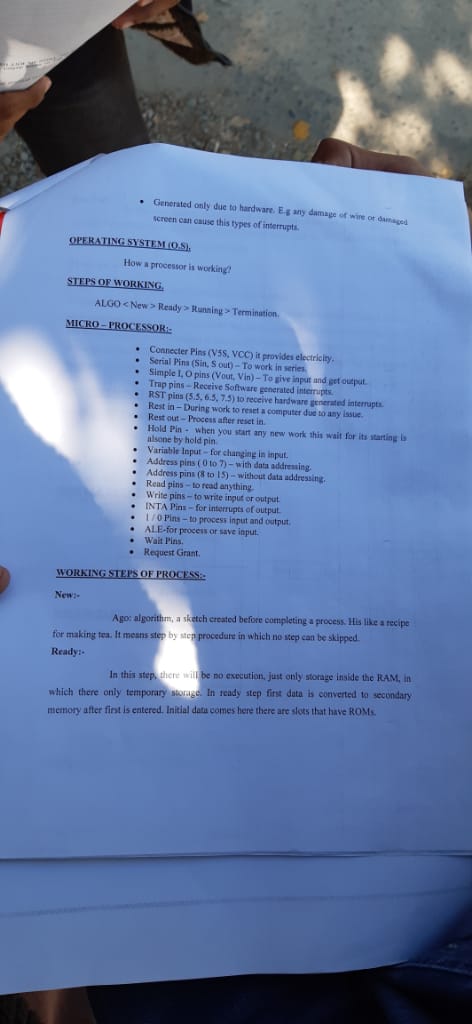 • Generated only due to hardware. E.g any damage of wire or damaged
screen can cause this types of interrupts.
OPERATING SYSTEM (O.S).
How a processor is working?
STEPS OF WORKING.
ALGO < New > Ready > Running > Termination.
MICRO – PROCESSOR:-
• Connecter Pins (VSS, VCC) it provides electricity.
• Serial Pins (Sin, S out) – To work in series.
• Simple I, O pins (Vout, Vin) – To give input and get output.
• Trap pins – Receive Software generated interrupts.
• RST pins (5.5, 6.5, 7.5) to receive hardware generated interrupts.
• Rest in – During work to reset a computer due to any issue.
• Rest out – Process after reset in.
• Hold Pin - when you start any new work this wait for its starting is
alsone by hold pin.
• Variable Input – for changing in input.
• Address pins ( 0 to 7) – with data addressing.
• Address pins (8 to 15) – without data addressing.
• Read pins – to read anything.
• Write pins – to write input or output
• INTA Pins – for interrupts of output.
• I / 0 Pins – to process input and output.
• ALE-for process or save input.
• Wait Pins.
• Request Grant.
WORKING STEPS OF PROCESS:-
New:-
Ago: algorithm, a sketch created before completing a process. His like a recipe
for making tea. It means step by step procedure in which no step can be skipped.
Ready:-
In this step, there will be no execution, just only storage inside the RAM, in
which there only temporary storage. In ready step first data is converted to secondary
memory after first is entered. Initial data comes here there are slots that have ROMs.